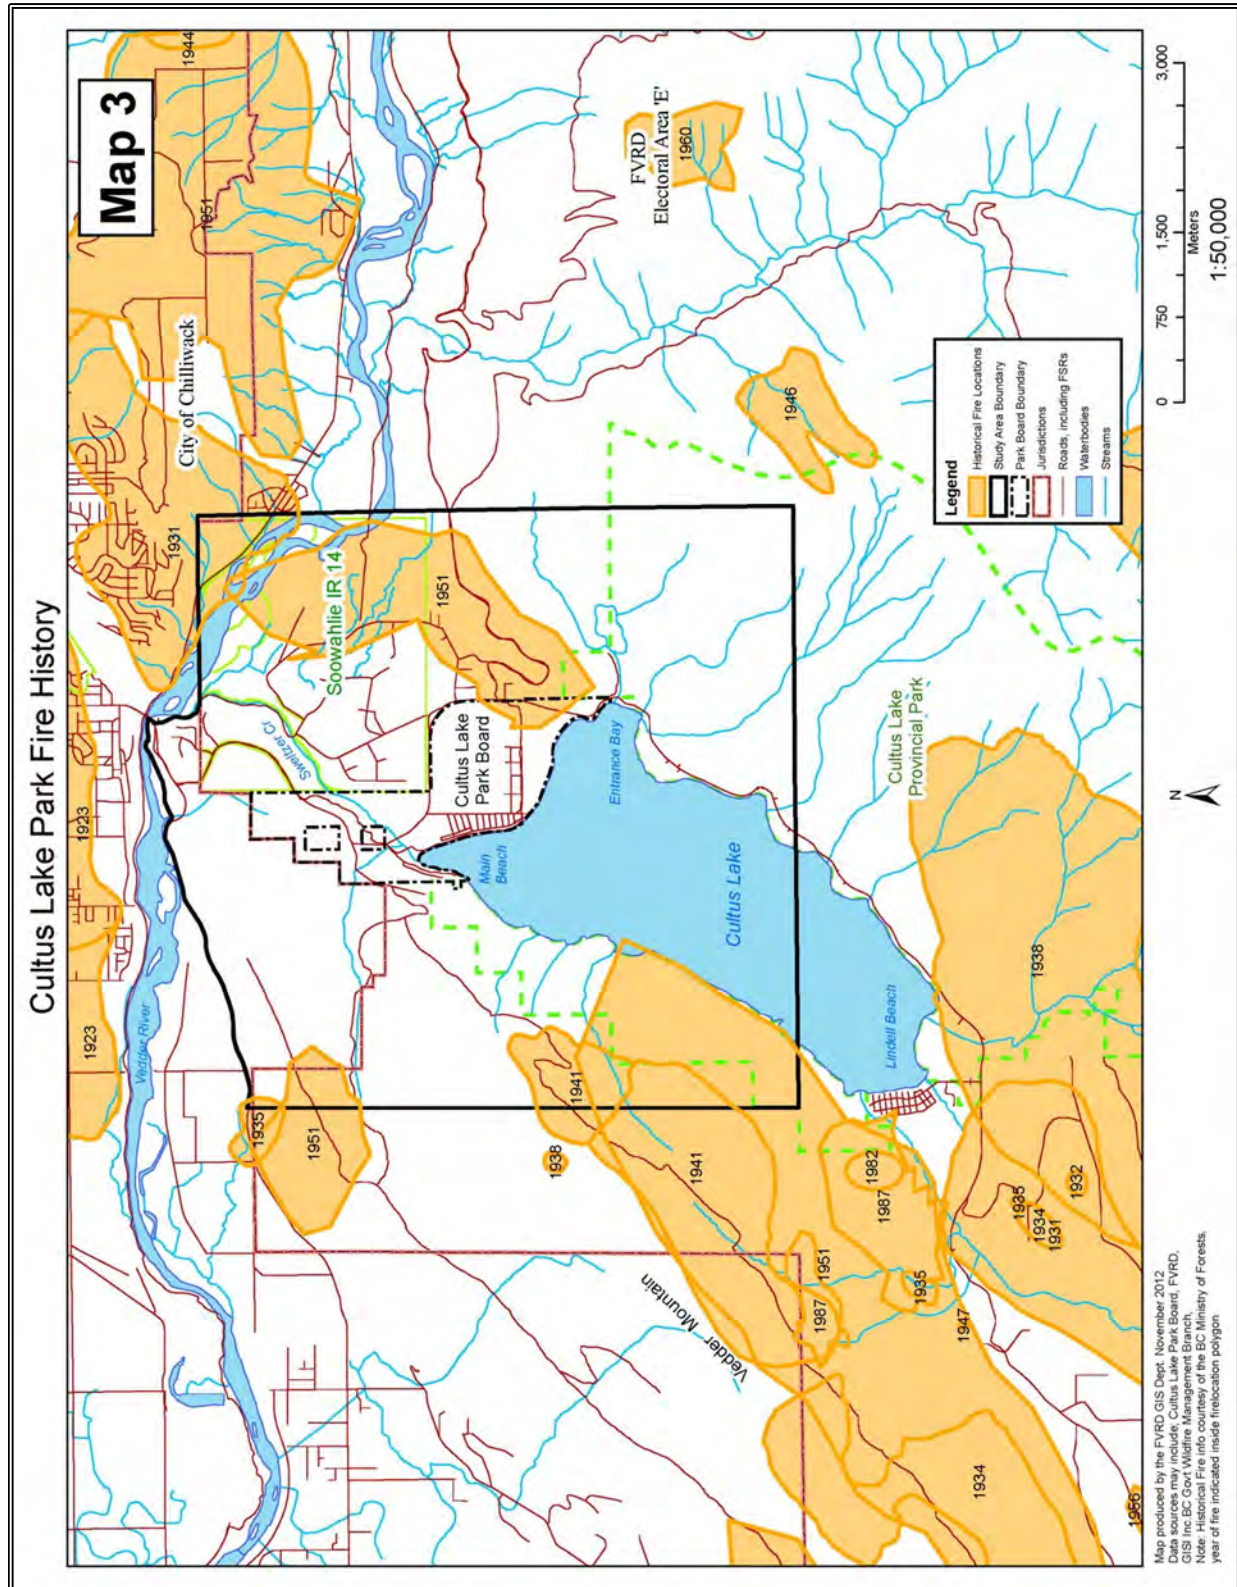 Cultus Lake Park Fire History
Map 3
1944
1951
City of Chilliwack
1931
1923
1923
1923
Vedder River
Sweltzer Cr
Soowahlie IR 14
1951
FVRD
Electoral Area 'E'
1960
1946
Cultus Lake
Park Board
Main
Beach
Entrance Bay
Cultus Lake
Cultus Lake
Provincial Park
Lindell Beach
1935
1951
1938
1941
1941
1982
1987
1951
1987
1935
1947
Vedder Mountain
1934
1956
1938
1932
1935
1934
1931
Legend
Historical Fire Locations
Study Area Boundary
Park Board Boundary
Jurisdictions
Roads, including FSRs
Waterbodies
Streams
N
0 750 1,500 3,000
Meters
1:50,000
Map produced by the FVRD GIS Dept. November 2012
Data sources may include; Cultus Lake Park Board, FVRD,
GISI Inc.BC Govt Wildfire Management Branch,
Note: Historical Fire info courtesy of the BC Ministry of Forests,
year of fire indicated inside firelocation polygon